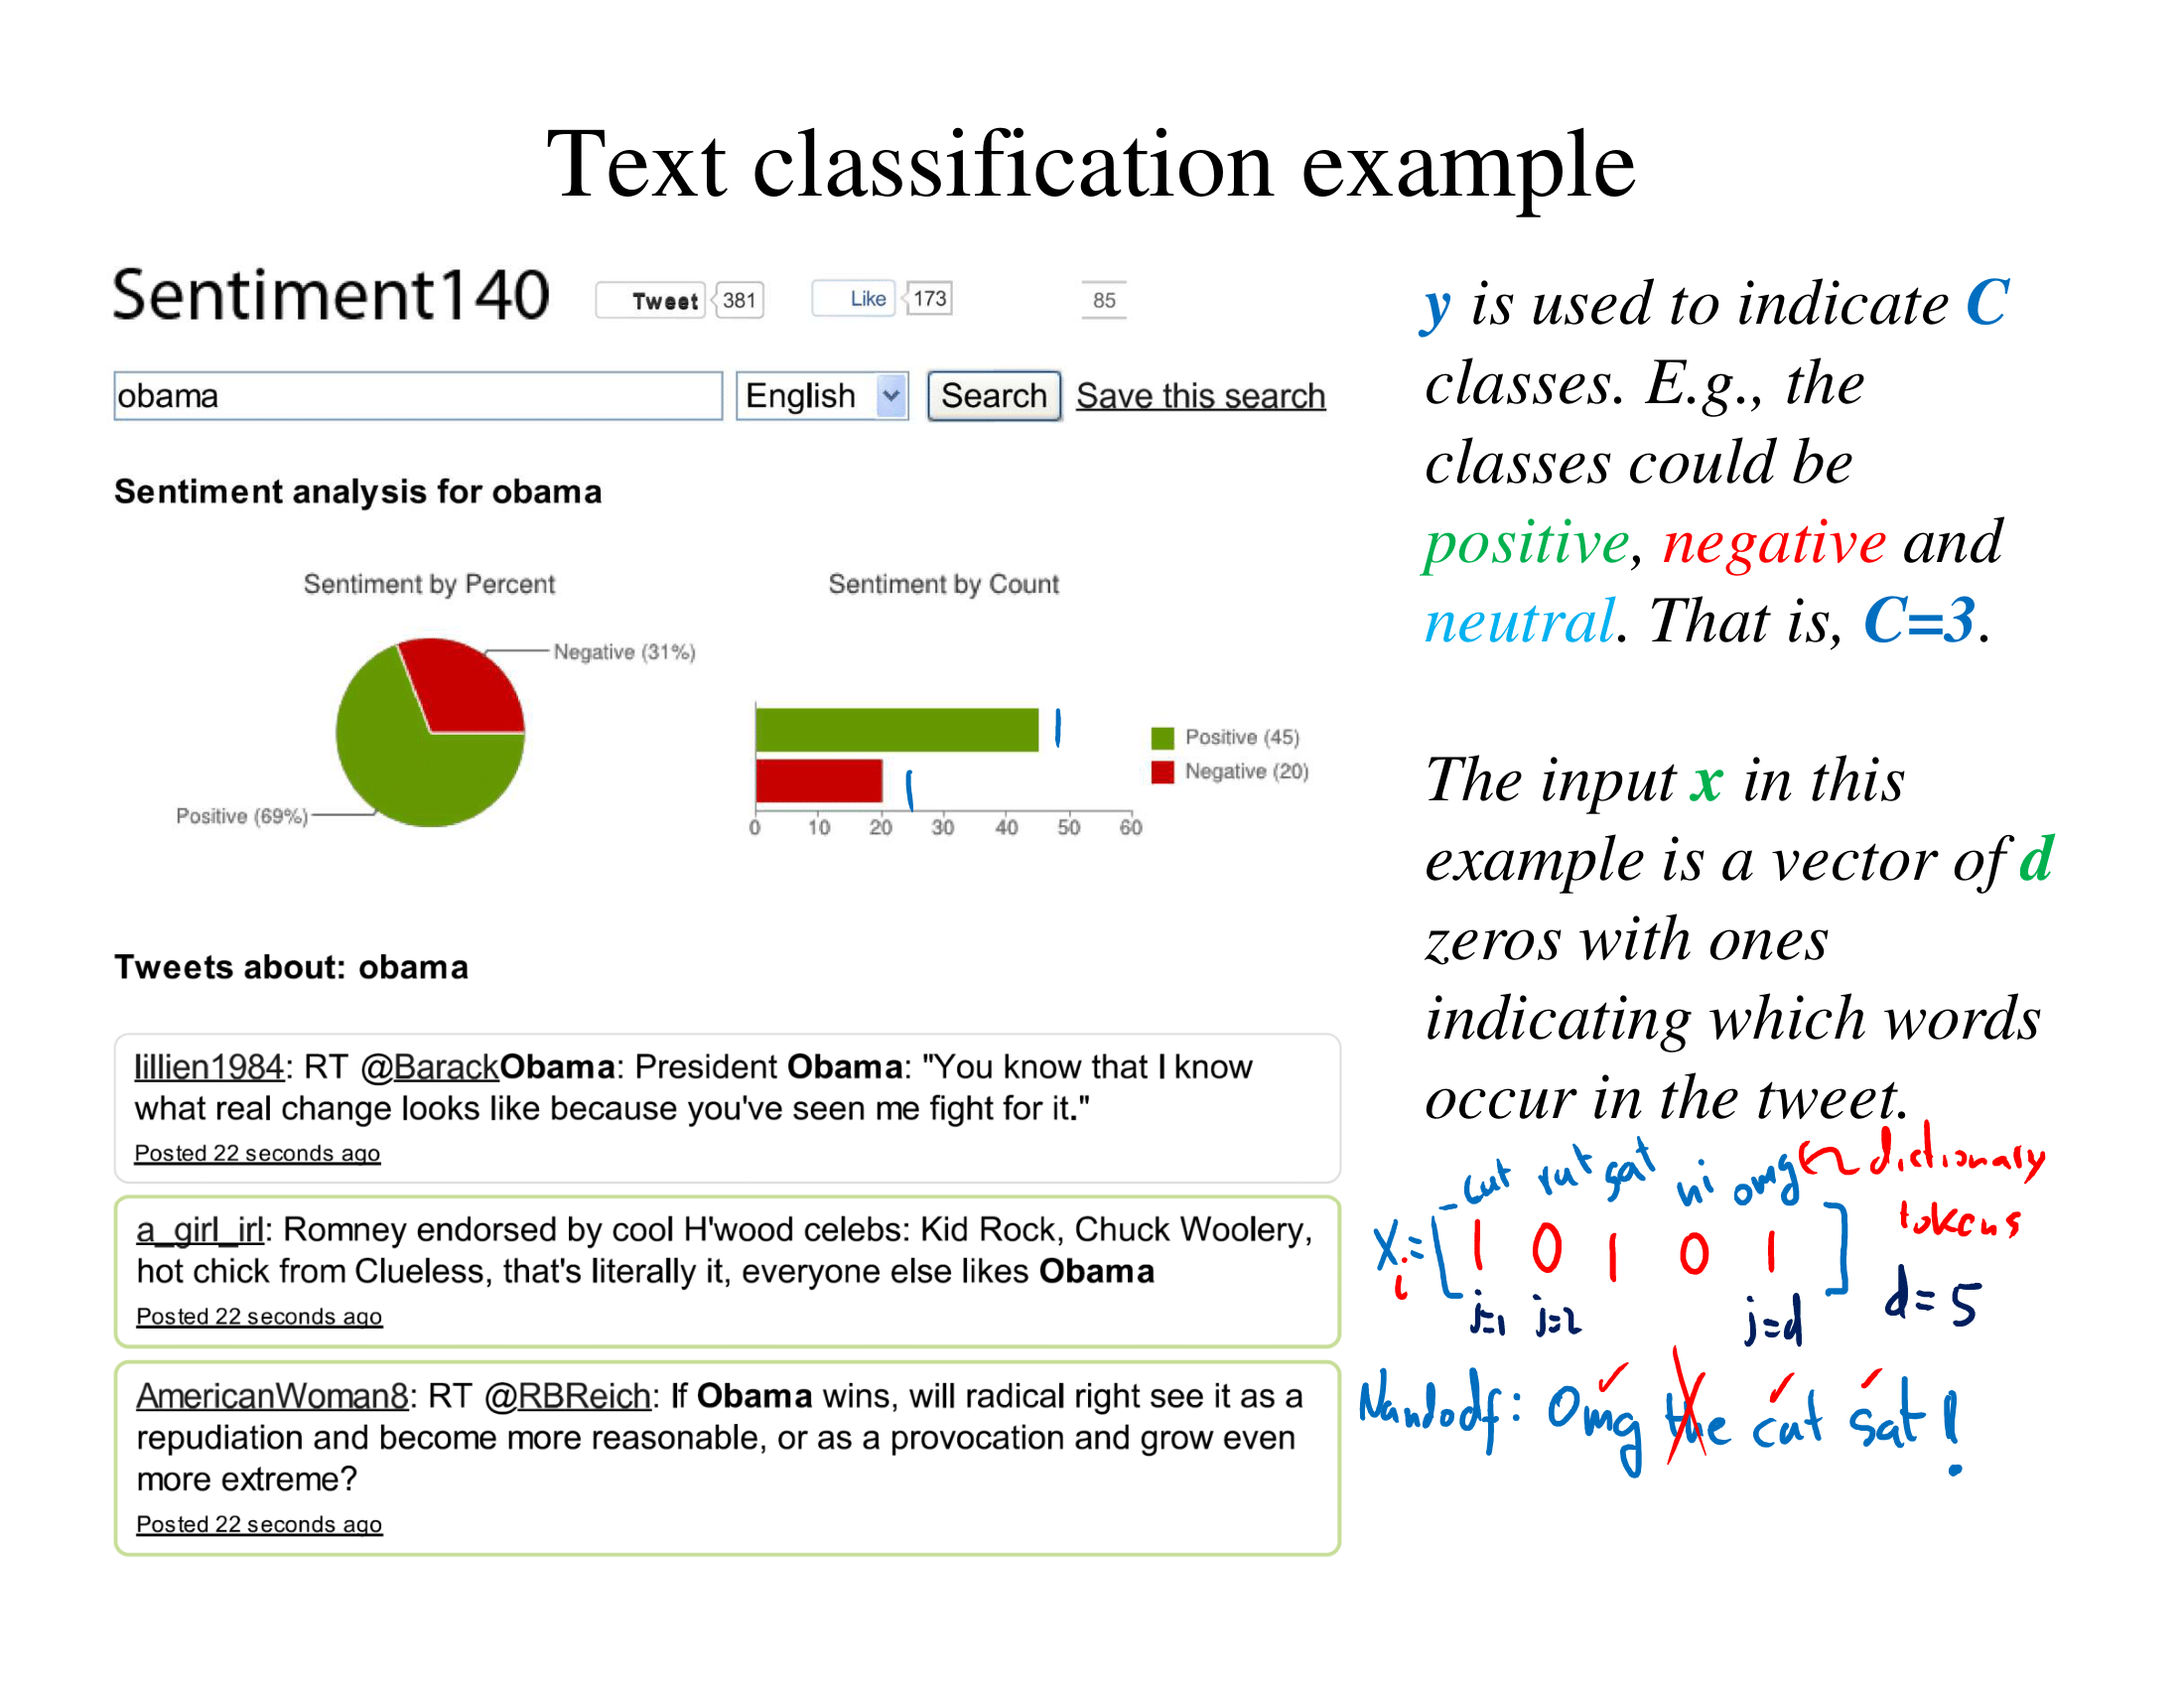 Text classification example
Sentiment140 Tweet 381 Like 173 85
obama English Search Save this search
Sentiment analysis for obama
Sentiment by Percent
Negative (31%)
Positive (69%)
Sentiment by Count
Positive (45)
Negative (20)
0 10 20 30 40 50 60
Tweets about: obama
lillien1984: RT @BarackObama: President Obama: "You know that I know
what real change looks like because you've seen me fight for it."
Posted 22 seconds ago
a_girl_irl: Romney endorsed by cool H'wood celebs: Kid Rock, Chuck Woolery,
hot chick from Clueless, that's literally it, everyone else likes Obama
Posted 22 seconds ago
AmericanWoman8: RT @RBReich: If Obama wins, will radical right see it as a
repudiation and become more reasonable, or as a provocation and grow even
more extreme?
Posted 22 seconds ago
y is used to indicate C
classes. E.g., the
classes could be
positive, negative and
neutral. That is, C=3.
The input x in this
example is a vector of d
zeros with ones
indicating which words
occur in the tweet.
cat rat sat hi omg dictionary
tokens
xi = [ 1 0 1 0 1 ]
j=1 j=2 j=d d=5
Nandodf: Omg the cat sat!